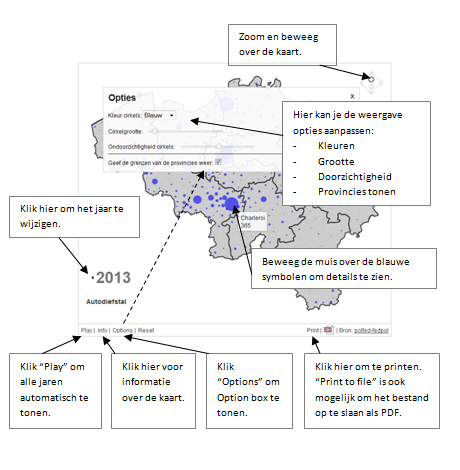 Zoom en beweeg
over de kaart.
Opties
x
Kleur cirkels: Blauw
Cirkelgrootte:
Ondoorzichtigheid cirkels:
Geef de grenzen van de provincies weer:
Hier kan je de weergave
opties aanpassen:
- Kleuren
- Grootte
- Doorzichtigheid
- Provincies tonen
Klik hier om het jaar te
wijzigen.
Charleroi
365
Beweeg de muis over de blauwe
symbolen om details te zien.
2013
Autodiefstal
Play | Info | Options | Reset
Print | | Bron: polfed-fedpol
Klik “Play” om
alle jaren
automatisch te
tonen.
Klik hier voor
informatie
over de kaart.
Klik
“Options” om
Option box te
tonen.
Klik hier om te printen.
“Print to file” is ook
mogelijk om het bestand
op te slaan als PDF.